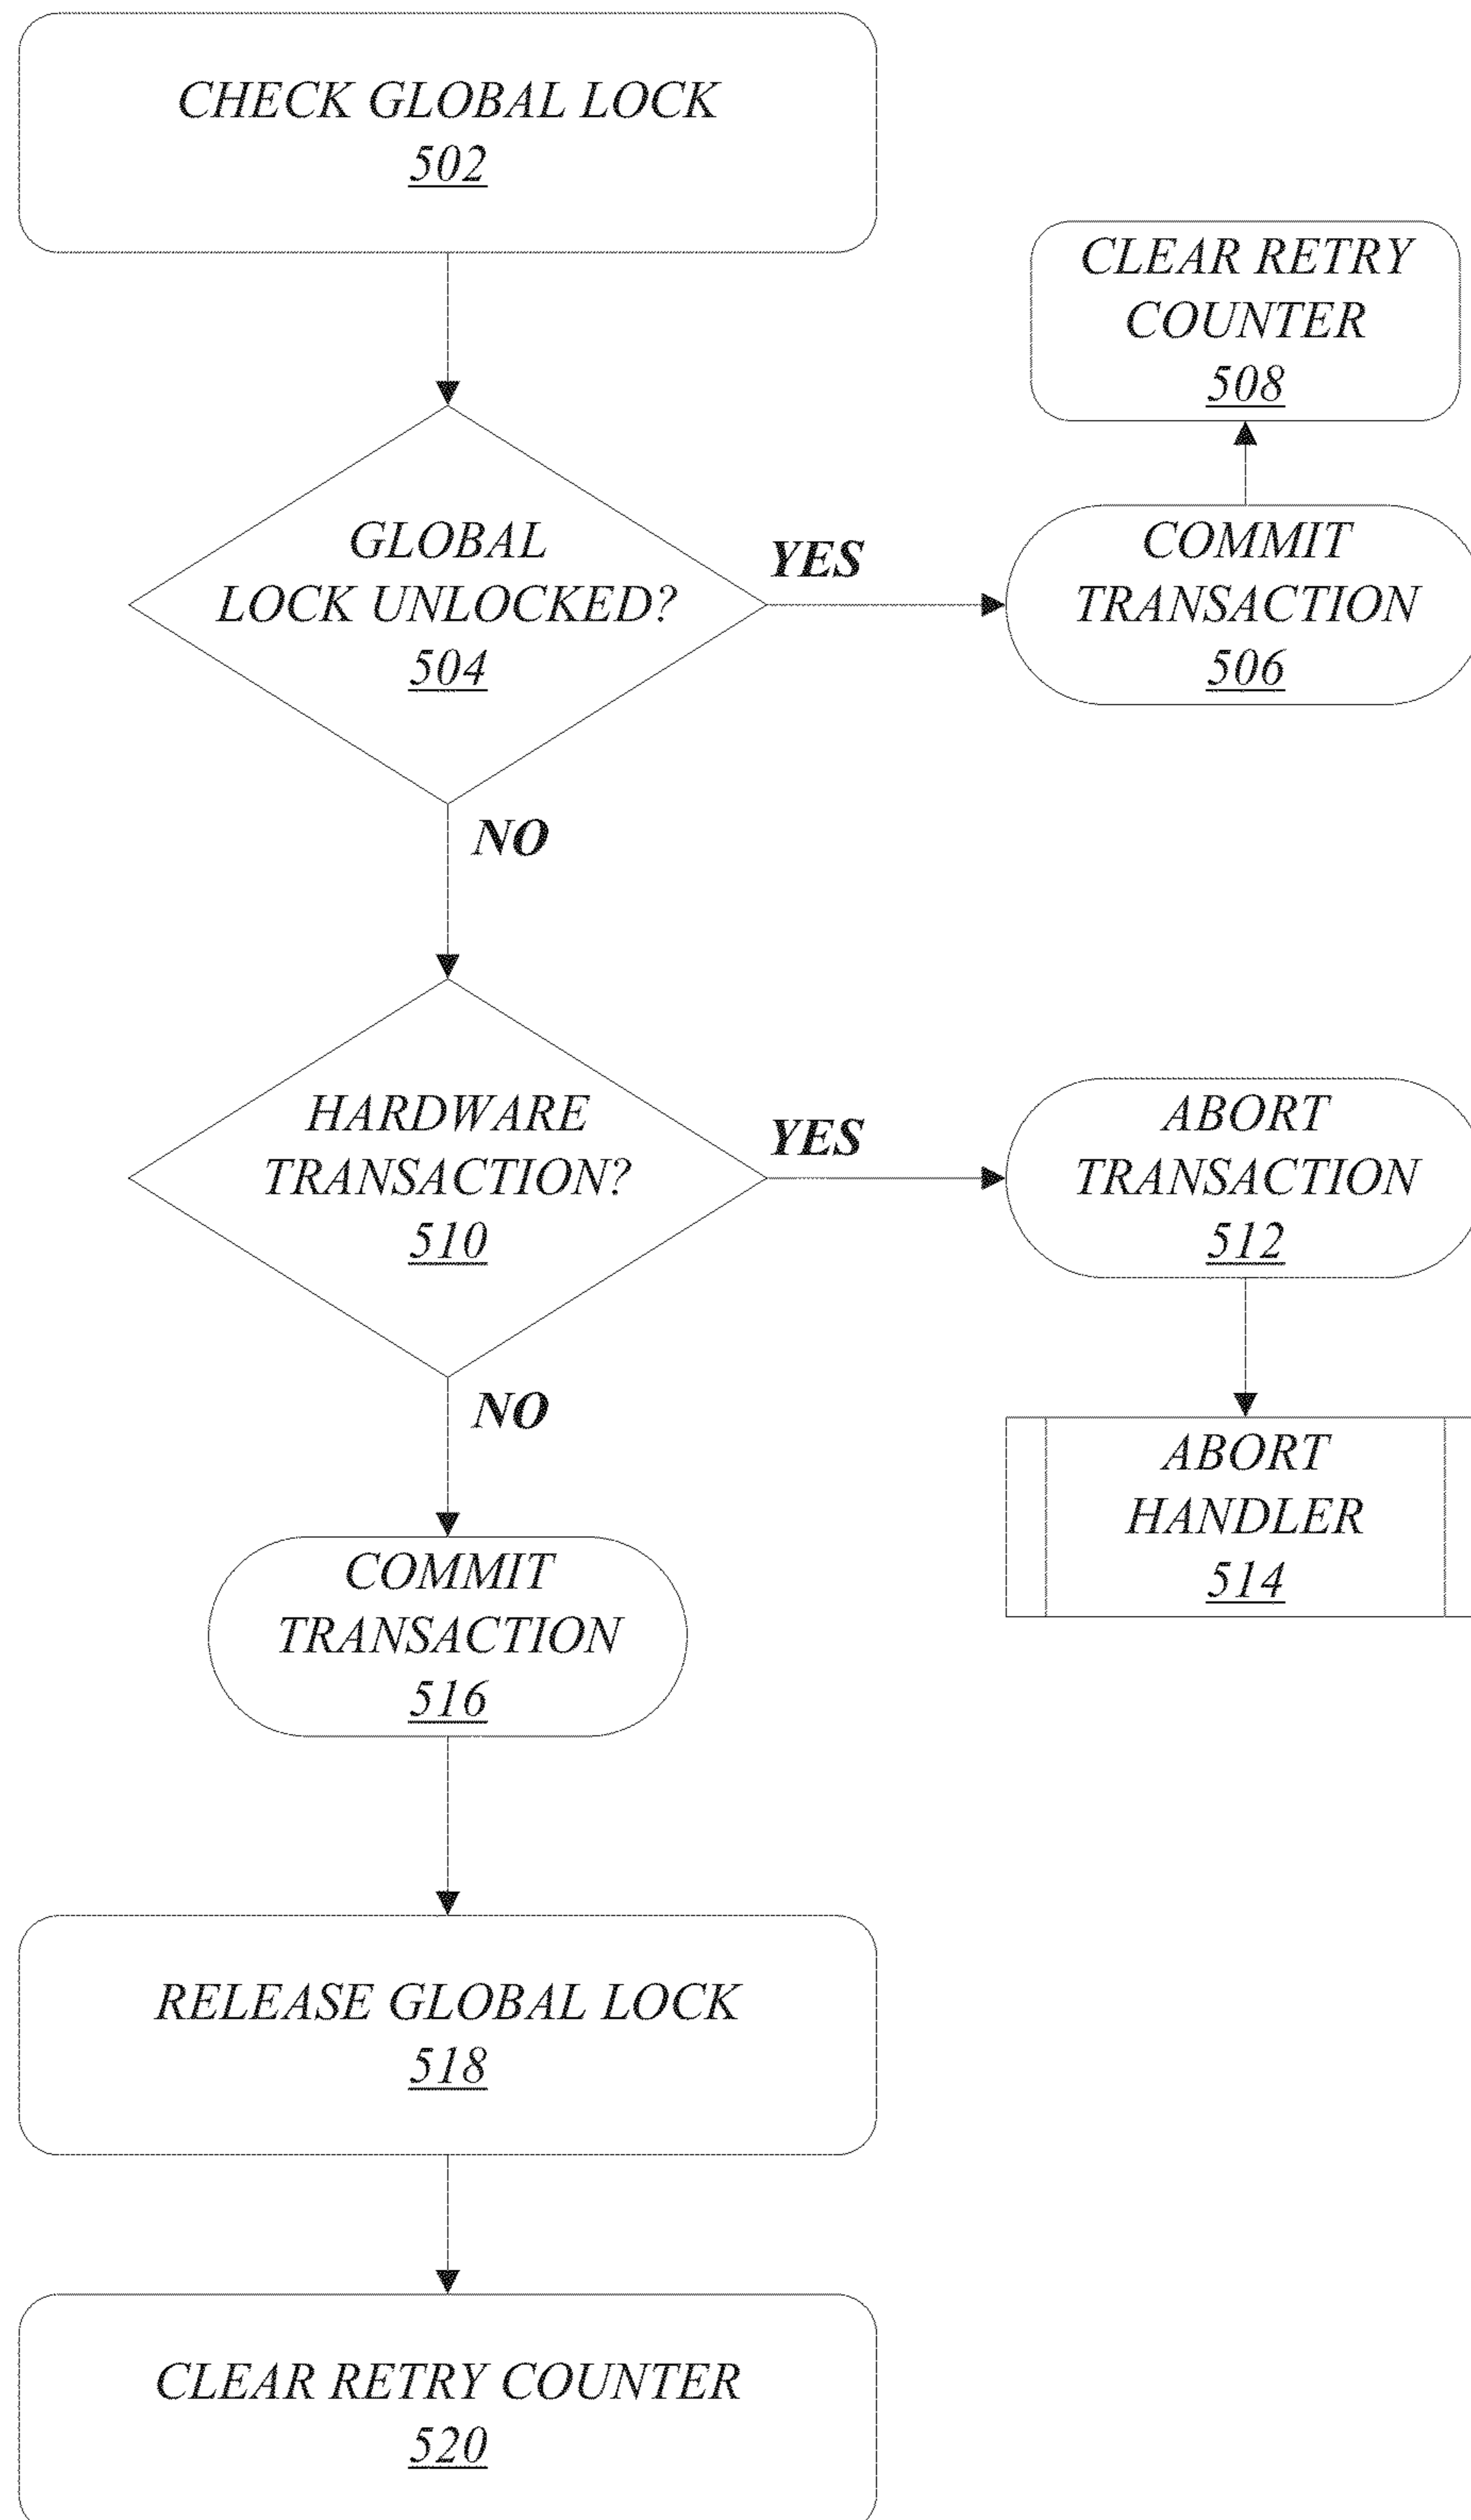 CHECK GLOBAL LOCK
502
CLEAR RETRY
COUNTER
508
GLOBAL
LOCK UNLOCKED?
504
YES
COMMIT
TRANSACTION
506
NO
HARDWARE
TRANSACTION?
510
YES
ABORT
TRANSACTION
512
NO
ABORT
HANDLER
514
COMMIT
TRANSACTION
516
RELEASE GLOBAL LOCK
518
CLEAR RETRY COUNTER
520